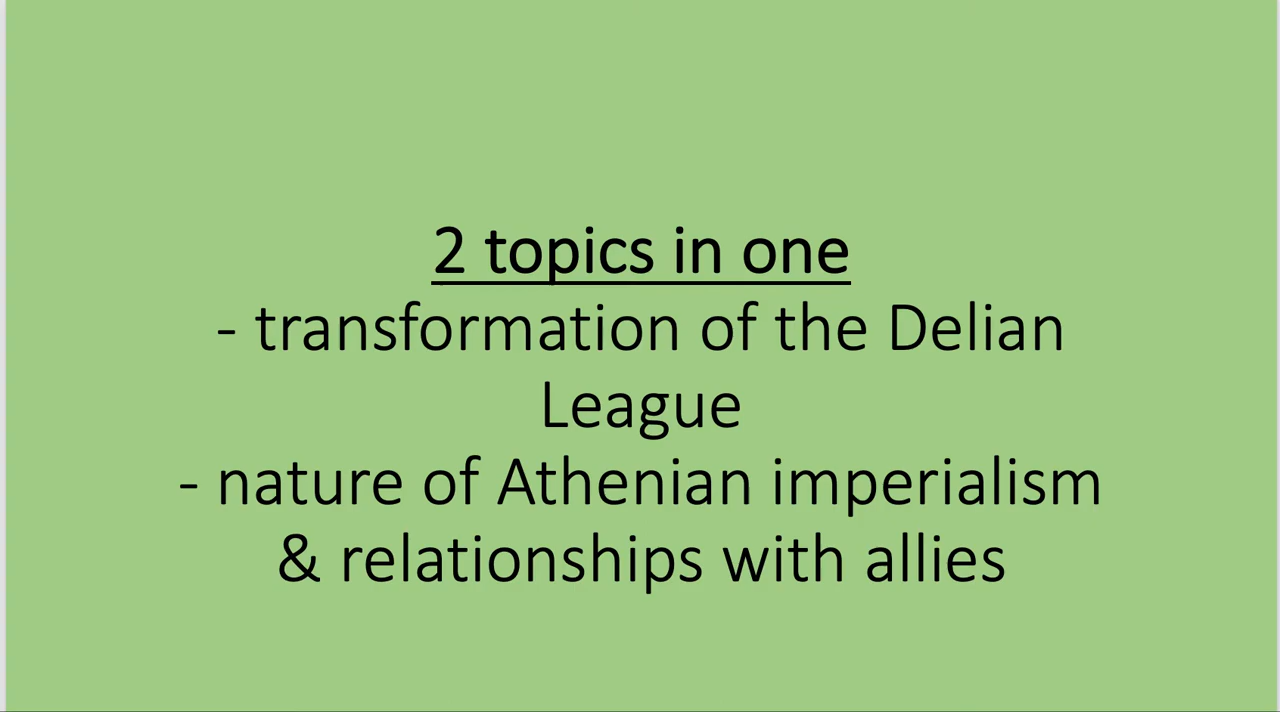 2 topics in one
- transformation of the Delian
League
- nature of Athenian imperialism
& relationships with allies